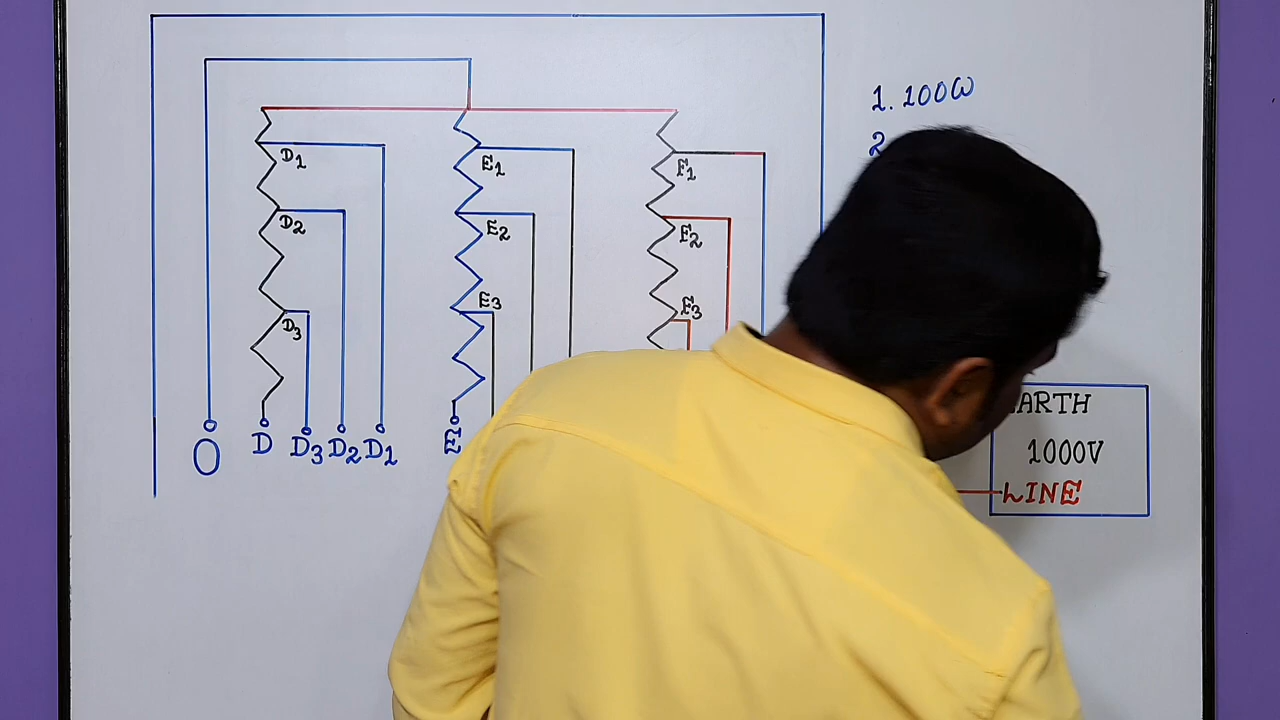 1. 100W
2
D1 E1 F1
D2 E2 F2
D3 E3 F3
O D D3 D2 D1 E
ARTH
1000V
LINE